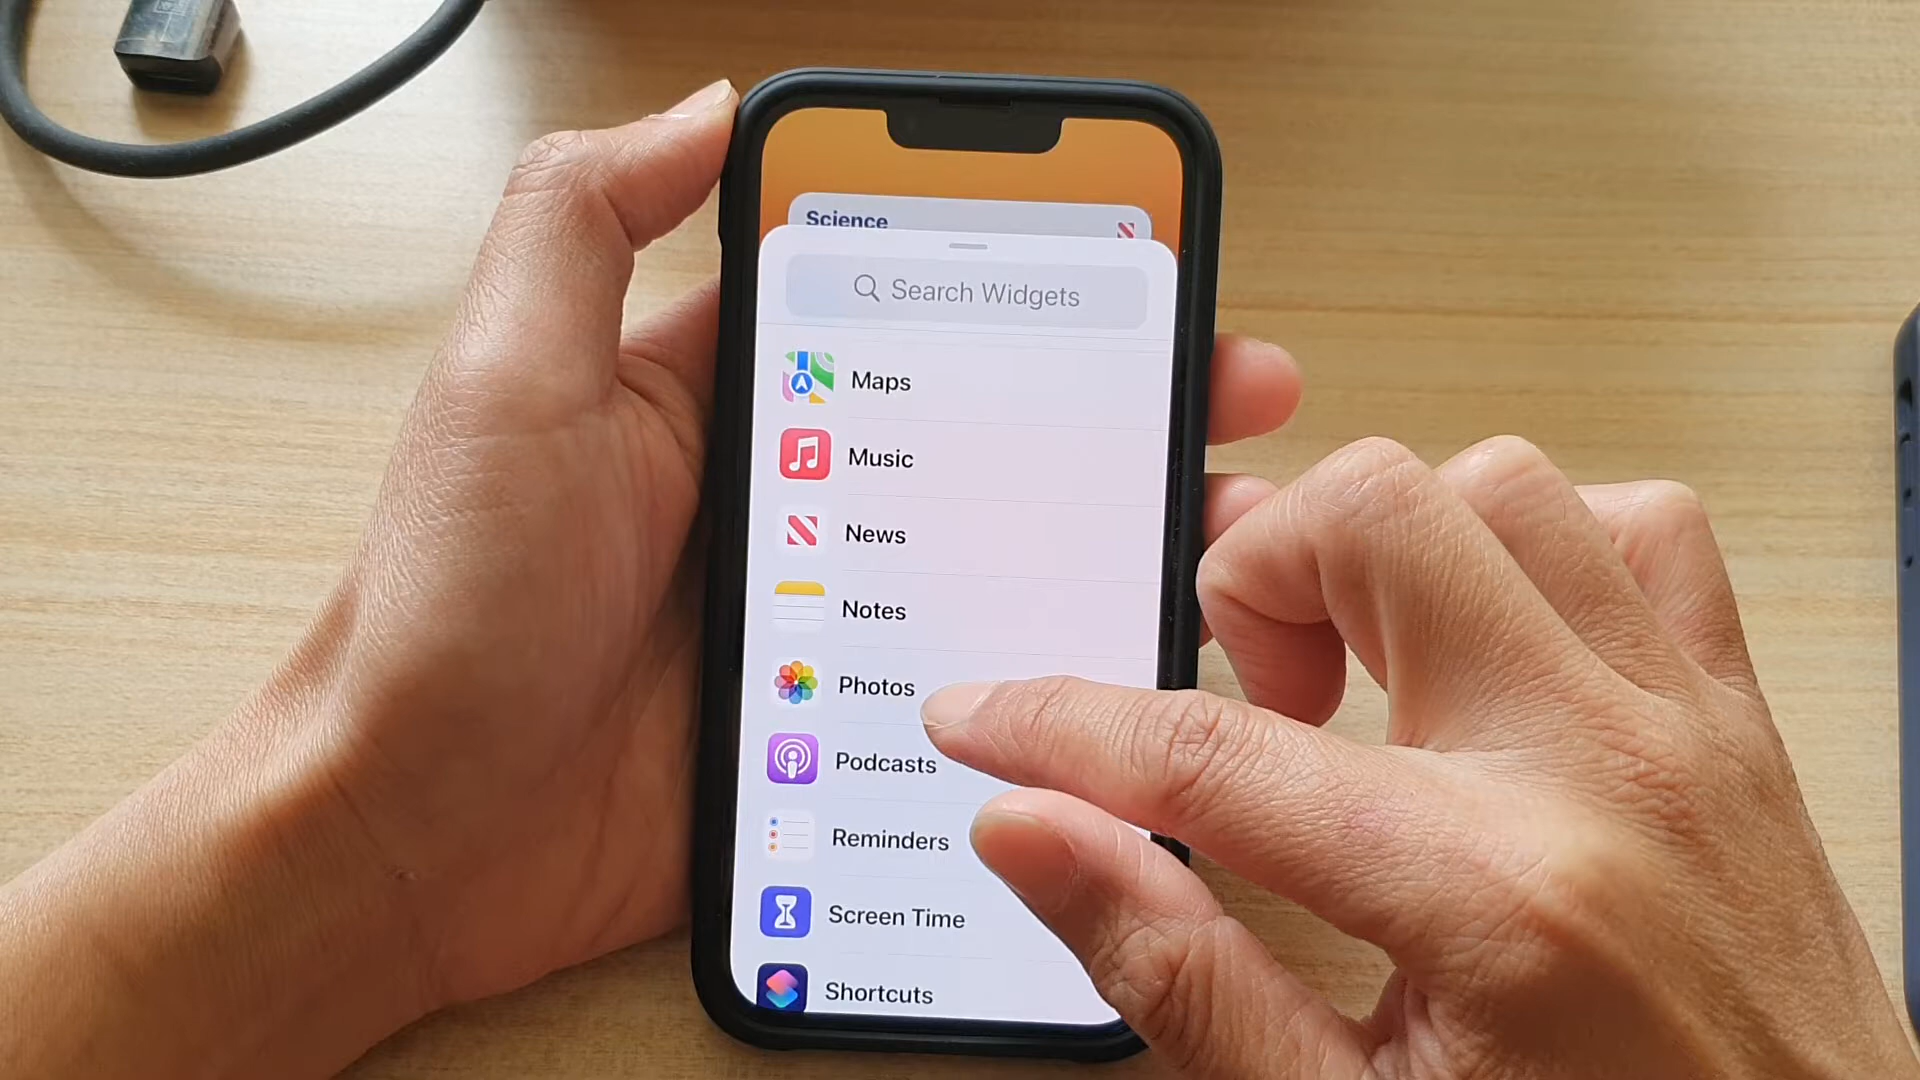 Science
Search Widgets
Maps
Music
News
Notes
Photos
Podcasts
Reminders
Screen Time
Shortcuts